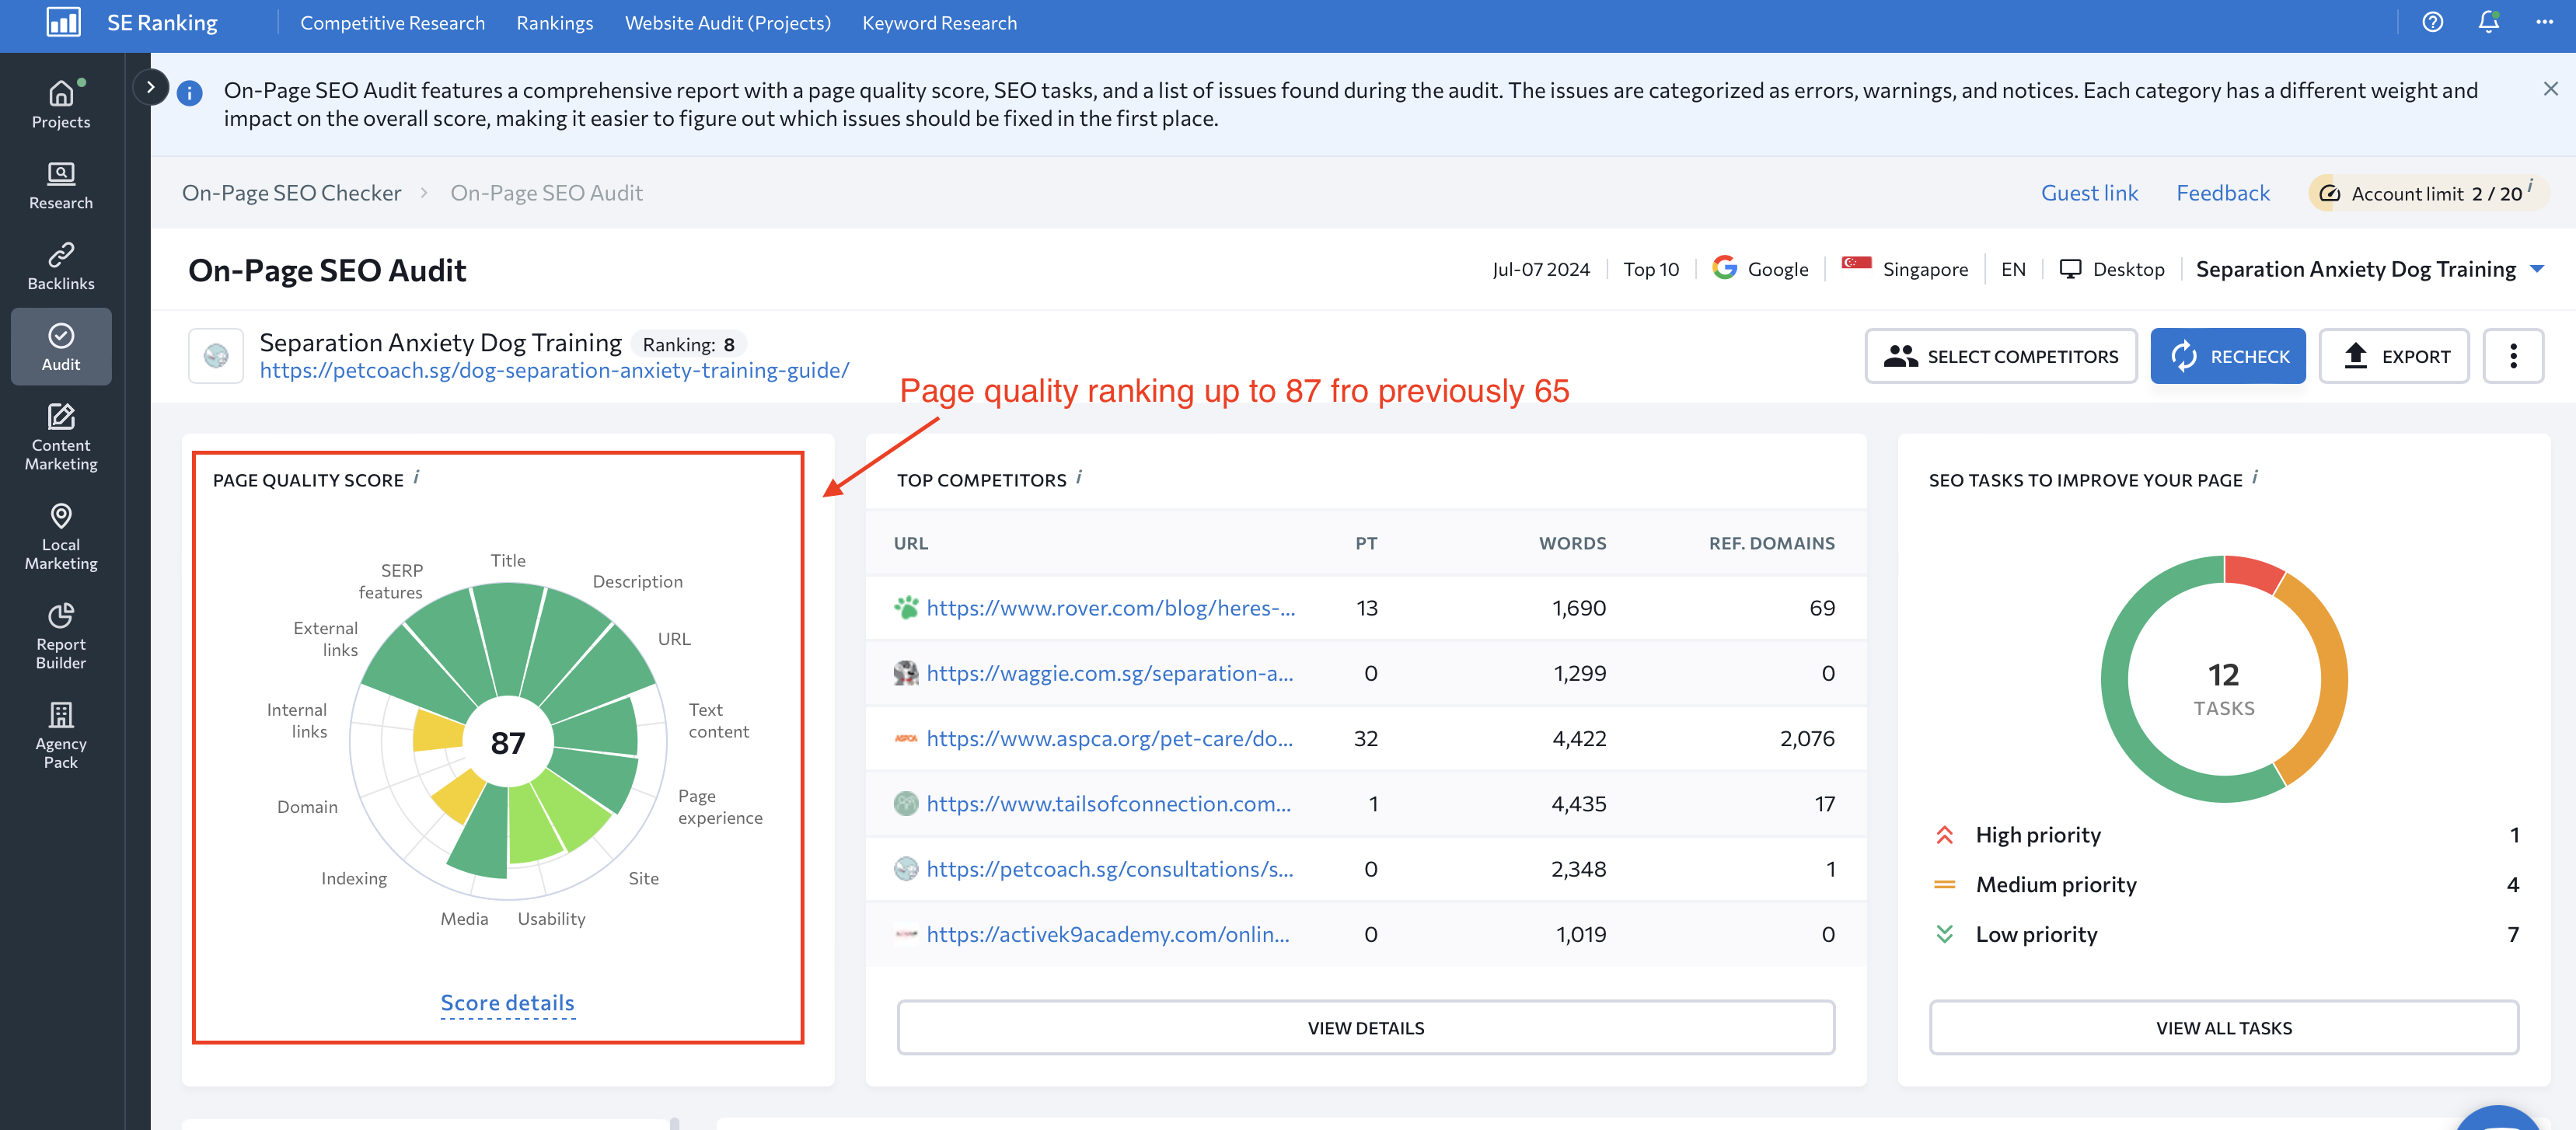 SE Ranking
Competitive Research
Rankings
Website Audit (Projects)
Keyword Research
Projects
Research
Backlinks
Audit
Content
Marketing
Local
Marketing
Report
Builder
Agency
Pack
On-Page SEO Audit features a comprehensive report with a page quality score, SEO tasks, and a list of issues found during the audit. The issues are categorized as errors, warnings, and notices. Each category has a different weight and
impact on the overall score, making it easier to figure out which issues should be fixed in the first place.
On-Page SEO Checker > On-Page SEO Audit
Guest link
Feedback
Account limit 2 / 20 i
On-Page SEO Audit
Jul-07 2024
Top 10
Google
Singapore
EN
Desktop
Separation Anxiety Dog Training
Separation Anxiety Dog Training
Ranking: 8
https://petcoach.sg/dog-separation-anxiety-training-guide/
SELECT COMPETITORS
RECHECK
EXPORT
Page quality ranking up to 87 fro previously 65
PAGE QUALITY SCORE i
Title
Description
URL
Text
content
Page
experience
Site
Usability
Media
Indexing
Domain
Internal
links
External
links
SERP
features
87
Score details
TOP COMPETITORS i
URL PT WORDS REF. DOMAINS
https://www.rover.com/blog/heres-... 13 1,690 69
https://waggie.com.sg/separation-a... 0 1,299 0
ASPCA https://www.aspca.org/pet-care/do... 32 4,422 2,076
https://www.tailsofconnection.com... 1 4,435 17
https://petcoach.sg/consultations/s... 0 2,348 1
https://activek9academy.com/onlin... 0 1,019 0
VIEW DETAILS
SEO TASKS TO IMPROVE YOUR PAGE i
12
TASKS
High priority 1
Medium priority 4
Low priority 7
VIEW ALL TASKS